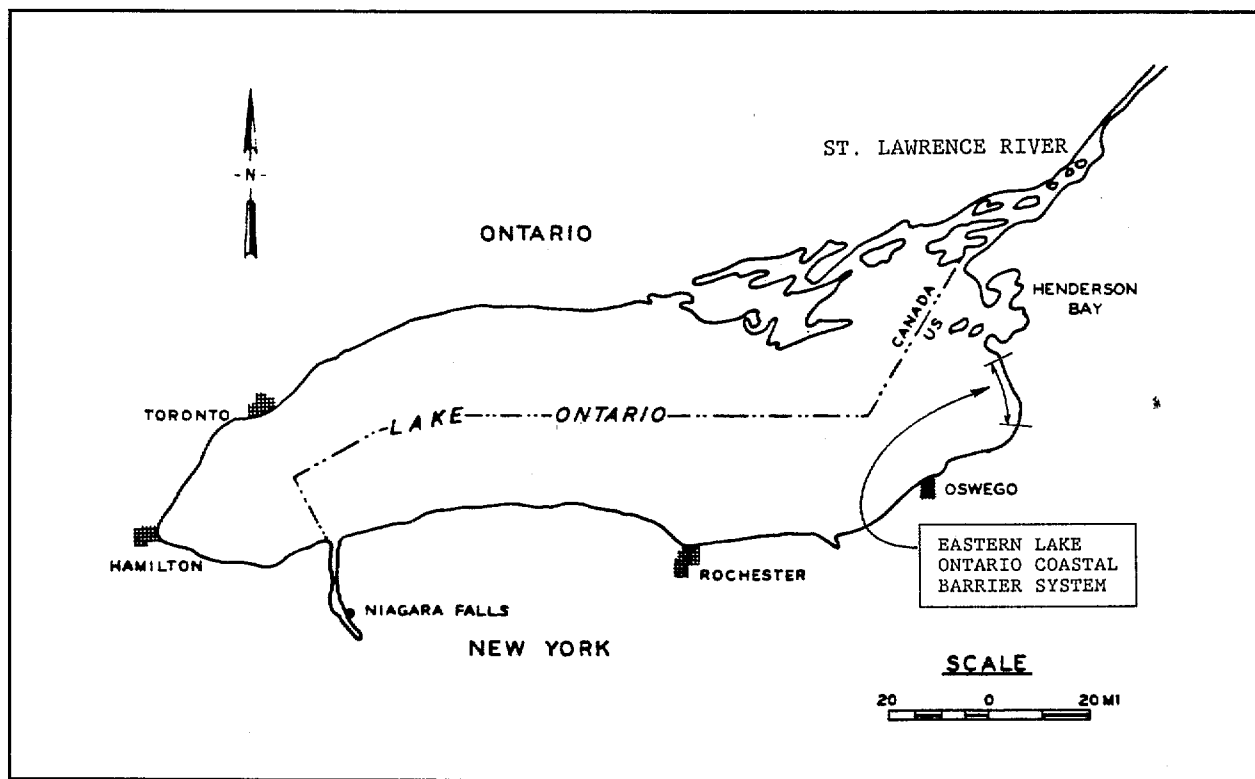 -N-
ST. LAWRENCE RIVER
ONTARIO
HENDERSON
BAY
CANADA
US
TORONTO
LAKE ONTARIO
OSWEGO
HAMILTON
ROCHESTER
EASTERN LAKE
ONTARIO COASTAL
BARRIER SYSTEM
NIAGARA FALLS
NEW YORK
SCALE
20 0 20 MI